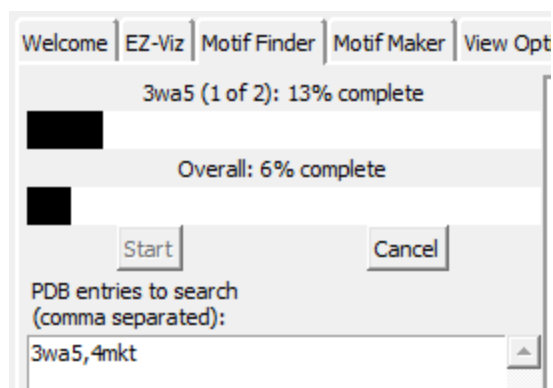 Welcome EZ-Viz Motif Finder Motif Maker View Opt
3wa5 (1 of 2): 13% complete
Overall: 6% complete
Start Cancel
PDB entries to search
(comma separated):
3wa5,4mkt